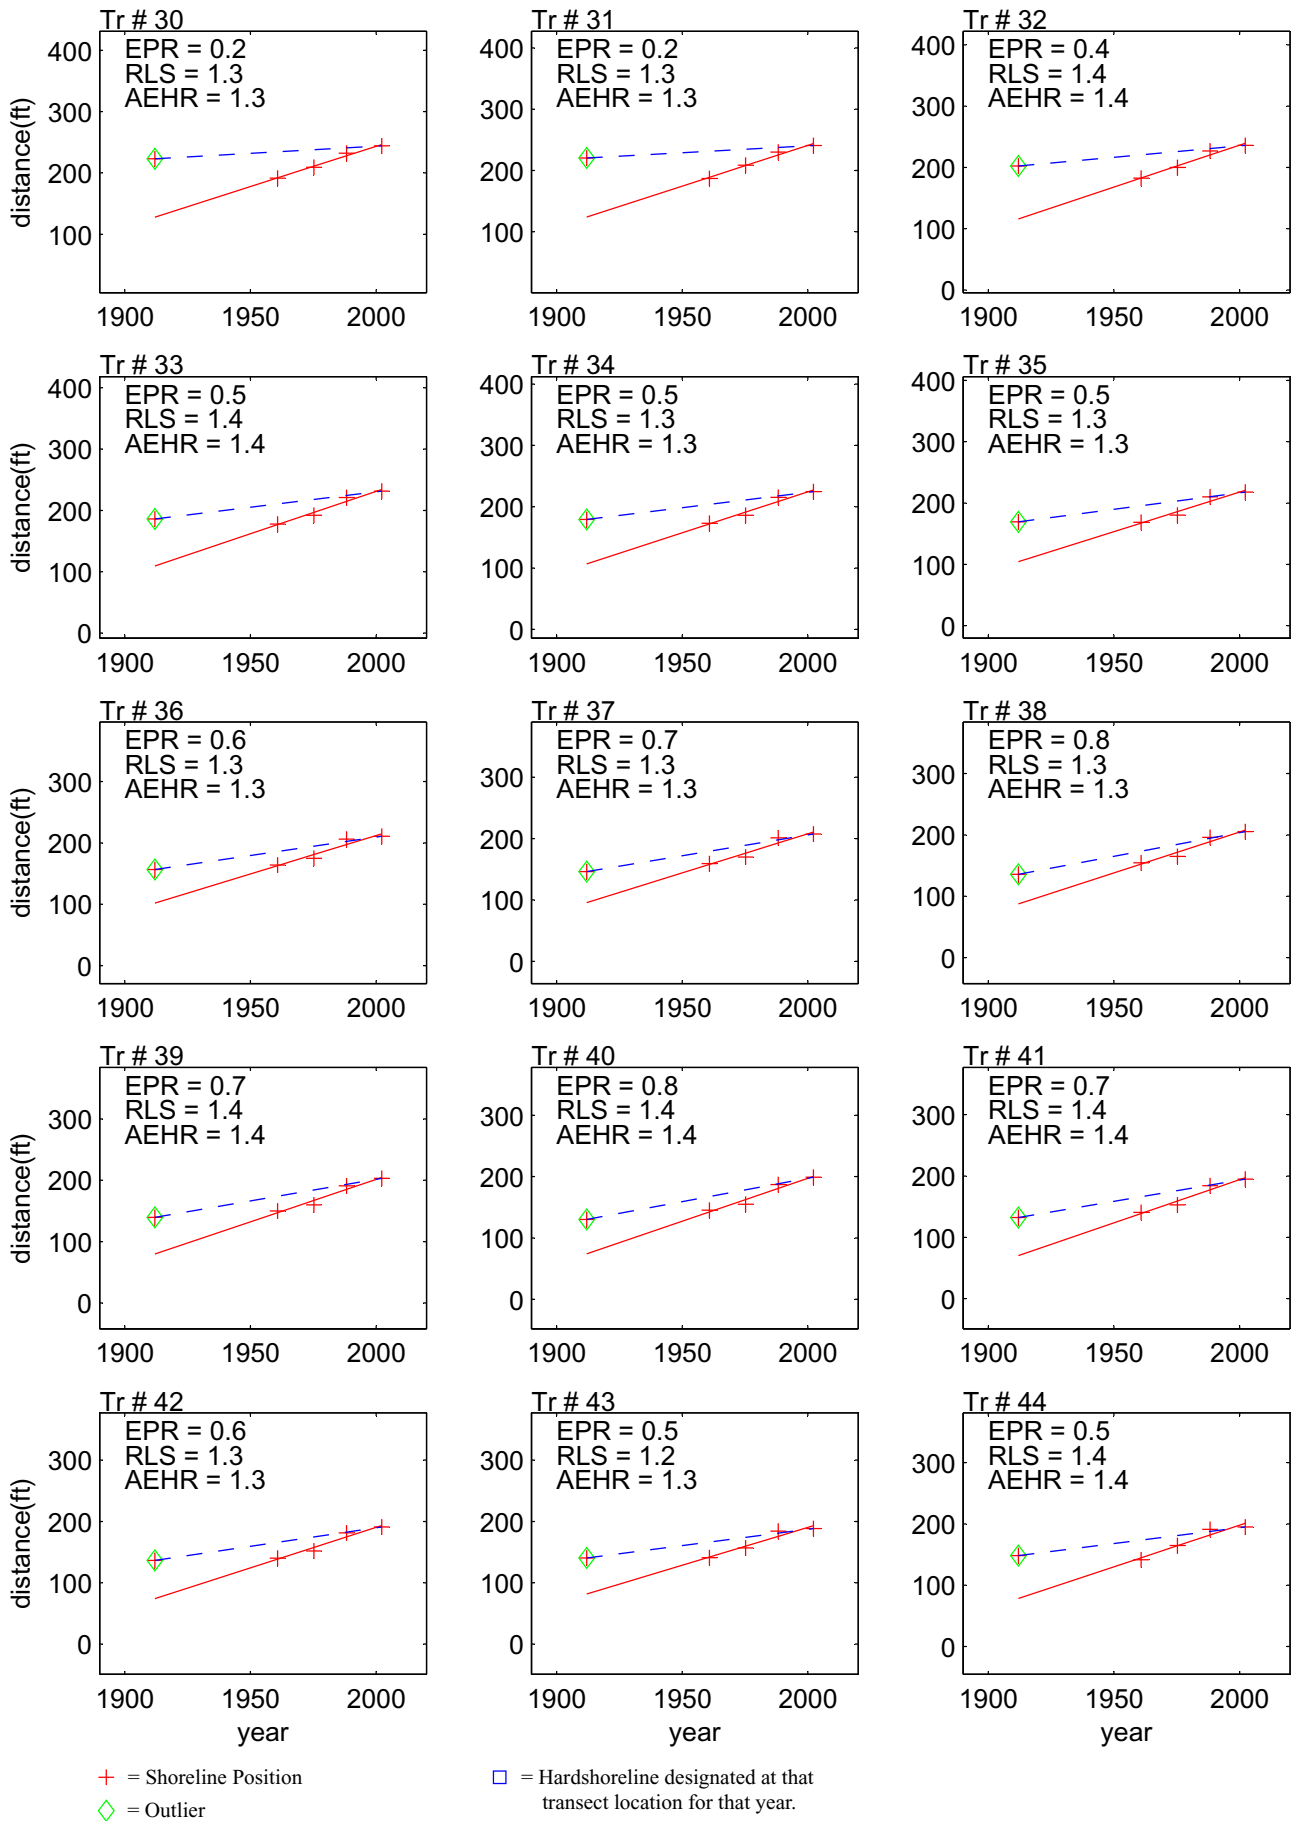 Tr # 30
EPR = 0.2
RLS = 1.3
AEHR = 1.3
400
300
200
100
distance(ft)
1900 1950 2000
Tr # 31
EPR = 0.2
RLS = 1.3
AEHR = 1.3
400
300
200
100
1900 1950 2000
Tr # 32
EPR = 0.4
RLS = 1.4
AEHR = 1.4
400
300
200
100
0
1900 1950 2000
Tr # 33
EPR = 0.5
RLS = 1.4
AEHR = 1.4
400
300
200
100
0
distance(ft)
1900 1950 2000
Tr # 34
EPR = 0.5
RLS = 1.3
AEHR = 1.3
400
300
200
100
0
1900 1950 2000
Tr # 35
EPR = 0.5
RLS = 1.3
AEHR = 1.3
400
300
200
100
0
1900 1950 2000
Tr # 36
EPR = 0.6
RLS = 1.3
AEHR = 1.3
300
200
100
0
distance(ft)
1900 1950 2000
Tr # 37
EPR = 0.7
RLS = 1.3
AEHR = 1.3
300
200
100
0
1900 1950 2000
Tr # 38
EPR = 0.8
RLS = 1.3
AEHR = 1.3
300
200
100
0
1900 1950 2000
Tr # 39
EPR = 0.7
RLS = 1.4
AEHR = 1.4
300
200
100
0
distance(ft)
1900 1950 2000
Tr # 40
EPR = 0.8
RLS = 1.4
AEHR = 1.4
300
200
100
0
1900 1950 2000
Tr # 41
EPR = 0.7
RLS = 1.4
AEHR = 1.4
300
200
100
0
1900 1950 2000
Tr # 42
EPR = 0.6
RLS = 1.3
AEHR = 1.3
300
200
100
0
distance(ft)
1900 1950 2000
year
Tr # 43
EPR = 0.5
RLS = 1.2
AEHR = 1.3
300
200
100
0
1900 1950 2000
year
Tr # 44
EPR = 0.5
RLS = 1.4
AEHR = 1.4
300
200
100
0
1900 1950 2000
year
= Shoreline Position
= Outlier
= Hardshoreline designated at that
transect location for that year.